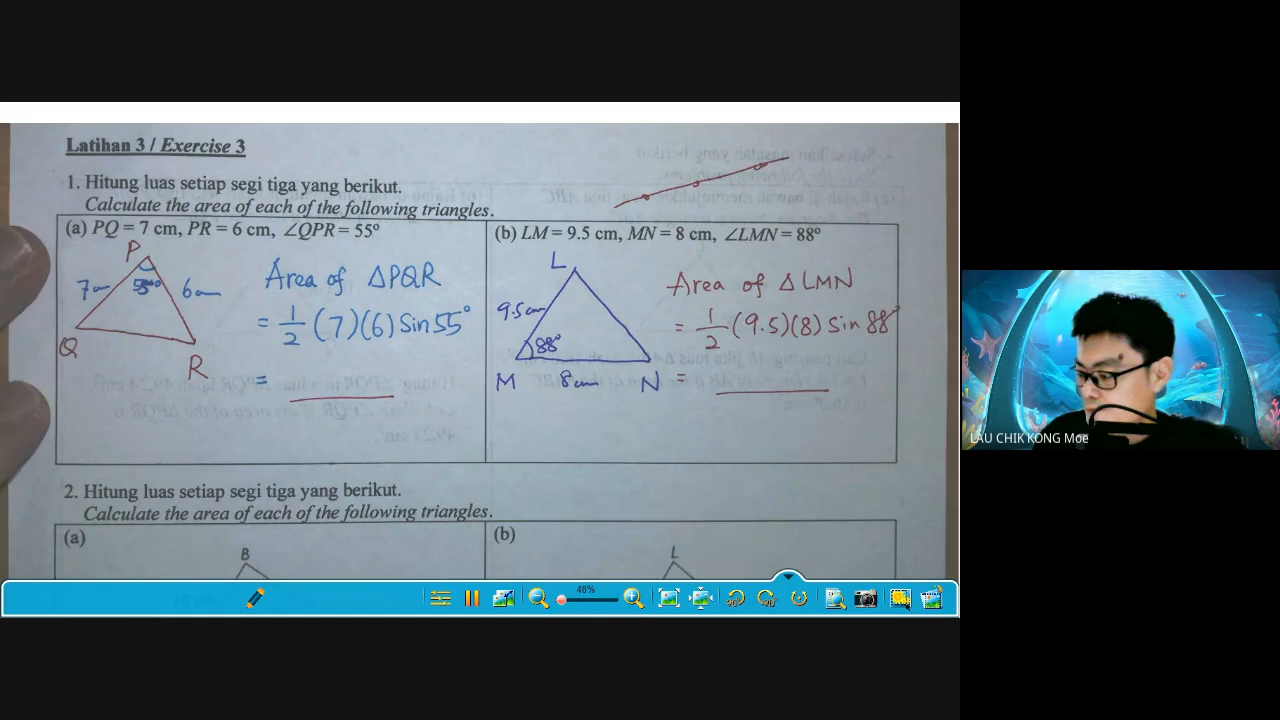 Latihan 3 / Exercise 3
1. Hitung luas setiap segi tiga yang berikut.
Calculate the area of each of the following triangles.
(a) PQ = 7 cm, PR = 6 cm, ∠QPR = 55°
P
7cm
55°
6cm
Q
R
Area of △PQR
= 1/2 (7)(6) Sin 55°
=
(b) LM = 9.5 cm, MN = 8 cm, ∠LMN = 88°
L
9.5cm
88°
M
8cm
N
Area of △LMN
= 1/2 (9.5)(8) Sin 88°
=
2. Hitung luas setiap segi tiga yang berikut.
Calculate the area of each of the following triangles.
(a)
B
(b)
L
46%
LAU CHIK KONG Moe